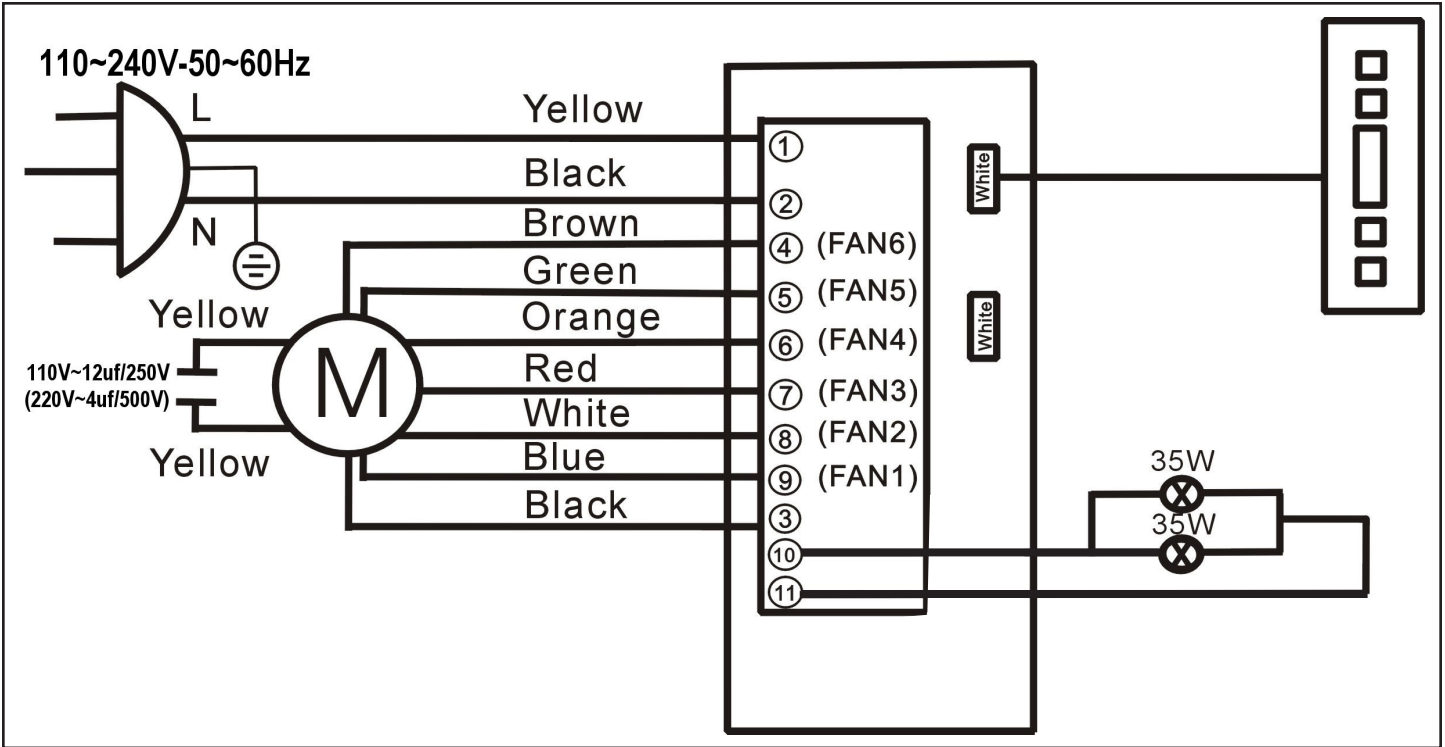 110~240V-50~60Hz
L
Yellow
1
White
Black
2
N
Brown
4 (FAN6)
Green
5 (FAN5)
Yellow
Orange
6 (FAN4)
White
M
110V~12uf/250V
(220V~4uf/500V)
Red
7 (FAN3)
White
8 (FAN2)
Yellow
Blue
9 (FAN1)
35W
Black
3
35W
10
11